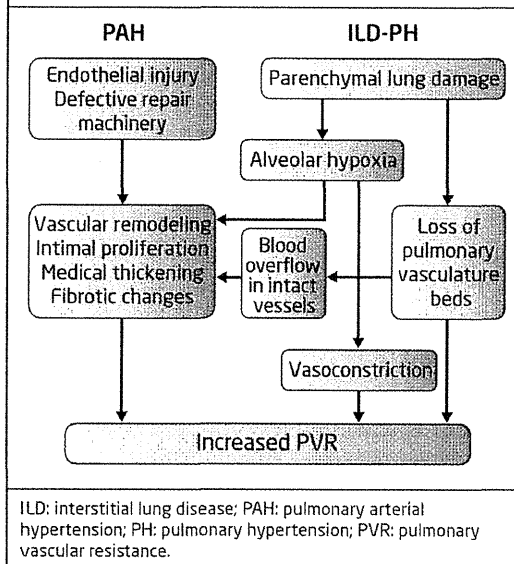 PAH
ILD-PH
Endothelial injury
Defective repair
machinery
Parenchymal lung damage
Alveolar hypoxia
Vascular remodeling
Intimal proliferation
Medical thickening
Fibrotic changes
Blood
overflow
in intact
vessels
Loss of
pulmonary
vasculature
beds
Vasoconstriction
Increased PVR
ILD: interstitial lung disease; PAH: pulmonary arterial
hypertension; PH: pulmonary hypertension; PVR: pulmonary
vascular resistance.